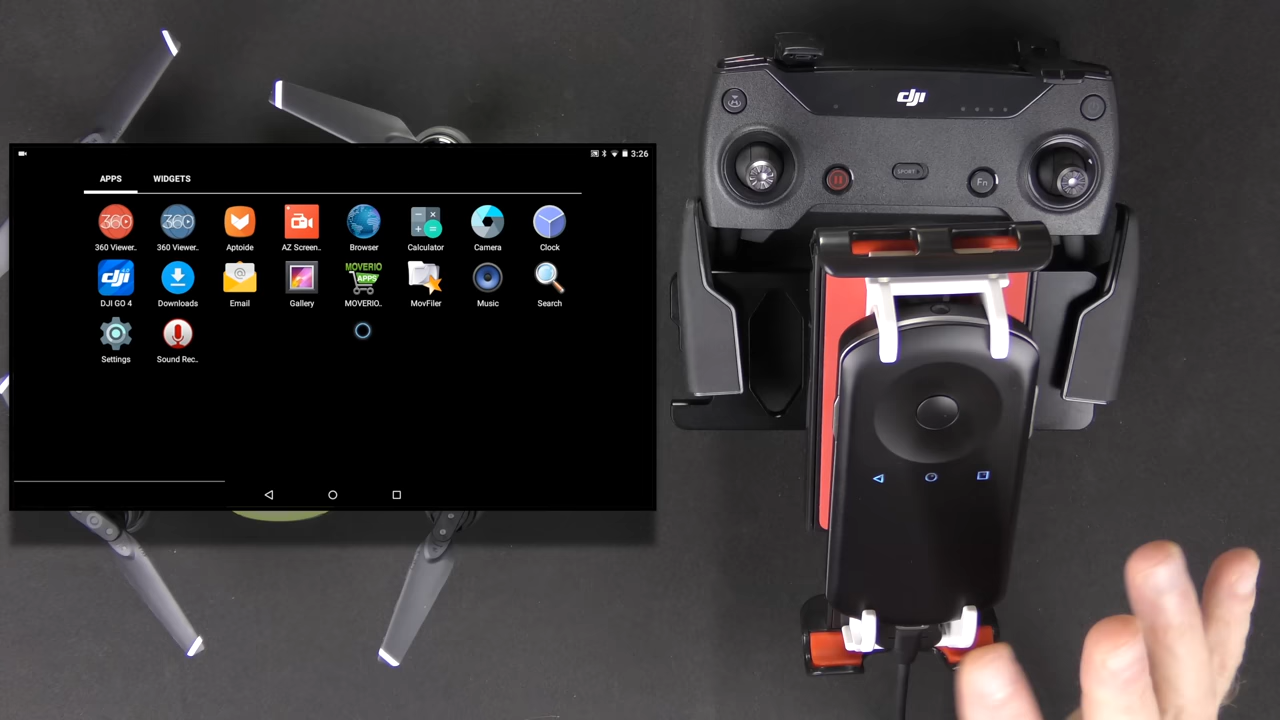 3:26
APPS WIDGETS
360 360
360 Viewer.. 360 Viewer.. Aptoide AZ Screen.. Browser Calculator Camera Clock
dji MOVERIO
APPS
DJI GO 4 Downloads Email Gallery MOVERIO.. MovFiler Music Search
Settings Sound Rec..
dji
SPORT
Fn